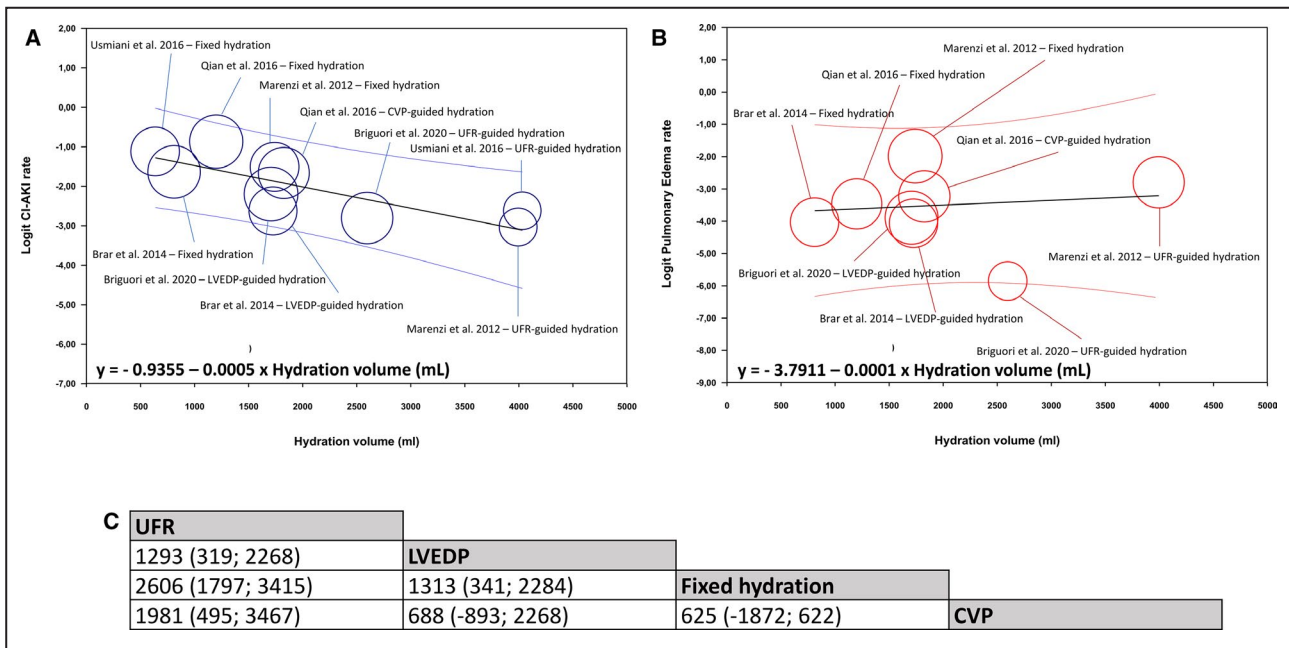 A
2,00
1,00
0,00
-1,00
-2,00
-3,00
-4,00
-5,00
-6,00
-7,00
Logit CI-AKI rate
Usmiani et al. 2016 – Fixed hydration
Qian et al. 2016 – Fixed hydration
Marenzi et al. 2012 – Fixed hydration
Qian et al. 2016 – CVP-guided hydration
Briguori et al. 2020 – UFR-guided hydration
Usmiani et al. 2016 – UFR-guided hydration
Brar et al. 2014 – Fixed hydration
Briguori et al. 2020 – LVEDP-guided hydration
Brar et al. 2014 – LVEDP-guided hydration
Marenzi et al. 2012 – UFR-guided hydration
)
y = - 0.9355 – 0.0005 x Hydration volume (mL)
0 500 1000 1500 2000 2500 3000 3500 4000 4500 5000
Hydration volume (ml)
B
2,00
1,00
0,00
-1,00
-2,00
-3,00
-4,00
-5,00
-6,00
-7,00
-8,00
-9,00
Logit Pulmonary Edema rate
Marenzi et al. 2012 – Fixed hydration
Qian et al. 2016 – Fixed hydration
Brar et al. 2014 – Fixed hydration
Qian et al. 2016 – CVP-guided hydration
Marenzi et al. 2012 – UFR-guided hydration
Briguori et al. 2020 – LVEDP-guided hydration
Brar et al. 2014 – LVEDP-guided hydration
Briguori et al. 2020 – UFR-guided hydration
)
y = - 3.7911 – 0.0001 x Hydration volume (mL)
0 500 1000 1500 2000 2500 3000 3500 4000 4500 5000
Hydration volume (ml)
C
UFR
1293 (319; 2268) LVEDP
2606 (1797; 3415) 1313 (341; 2284) Fixed hydration
1981 (495; 3467) 688 (-893; 2268) 625 (-1872; 622) CVP